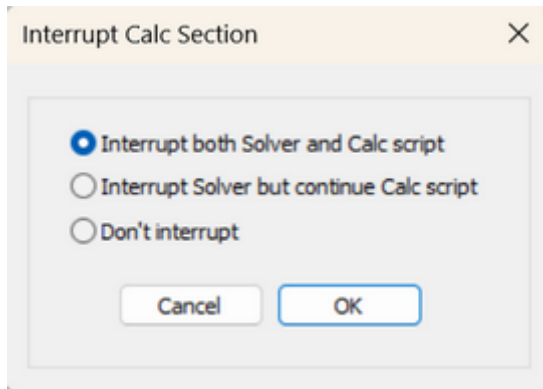 Interrupt Calc Section
Interrupt both Solver and Calc script
Interrupt Solver but continue Calc script
Don't interrupt
Cancel OK